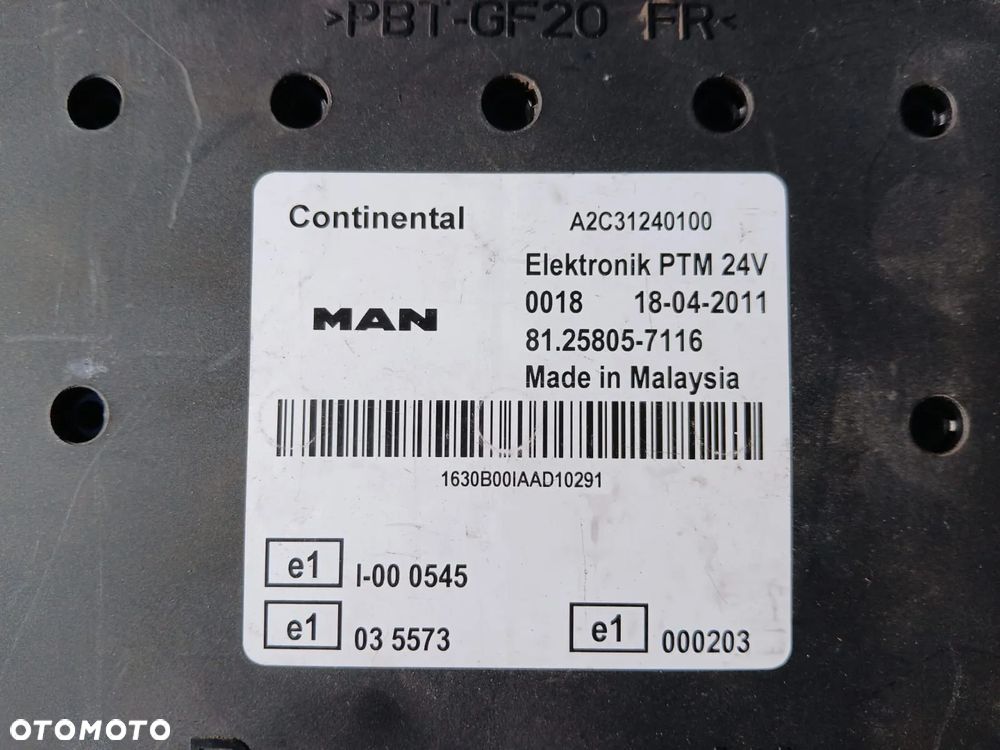 >PBT-GF20 FR<
Continental A2C31240100
Elektronik PTM 24V
MAN 0018 18-04-2011
81.25805-7116
Made in Malaysia
1630B00IAAD10291
e1 I-00 0545
e1 03 5573 e1 000203
OTOMOTO